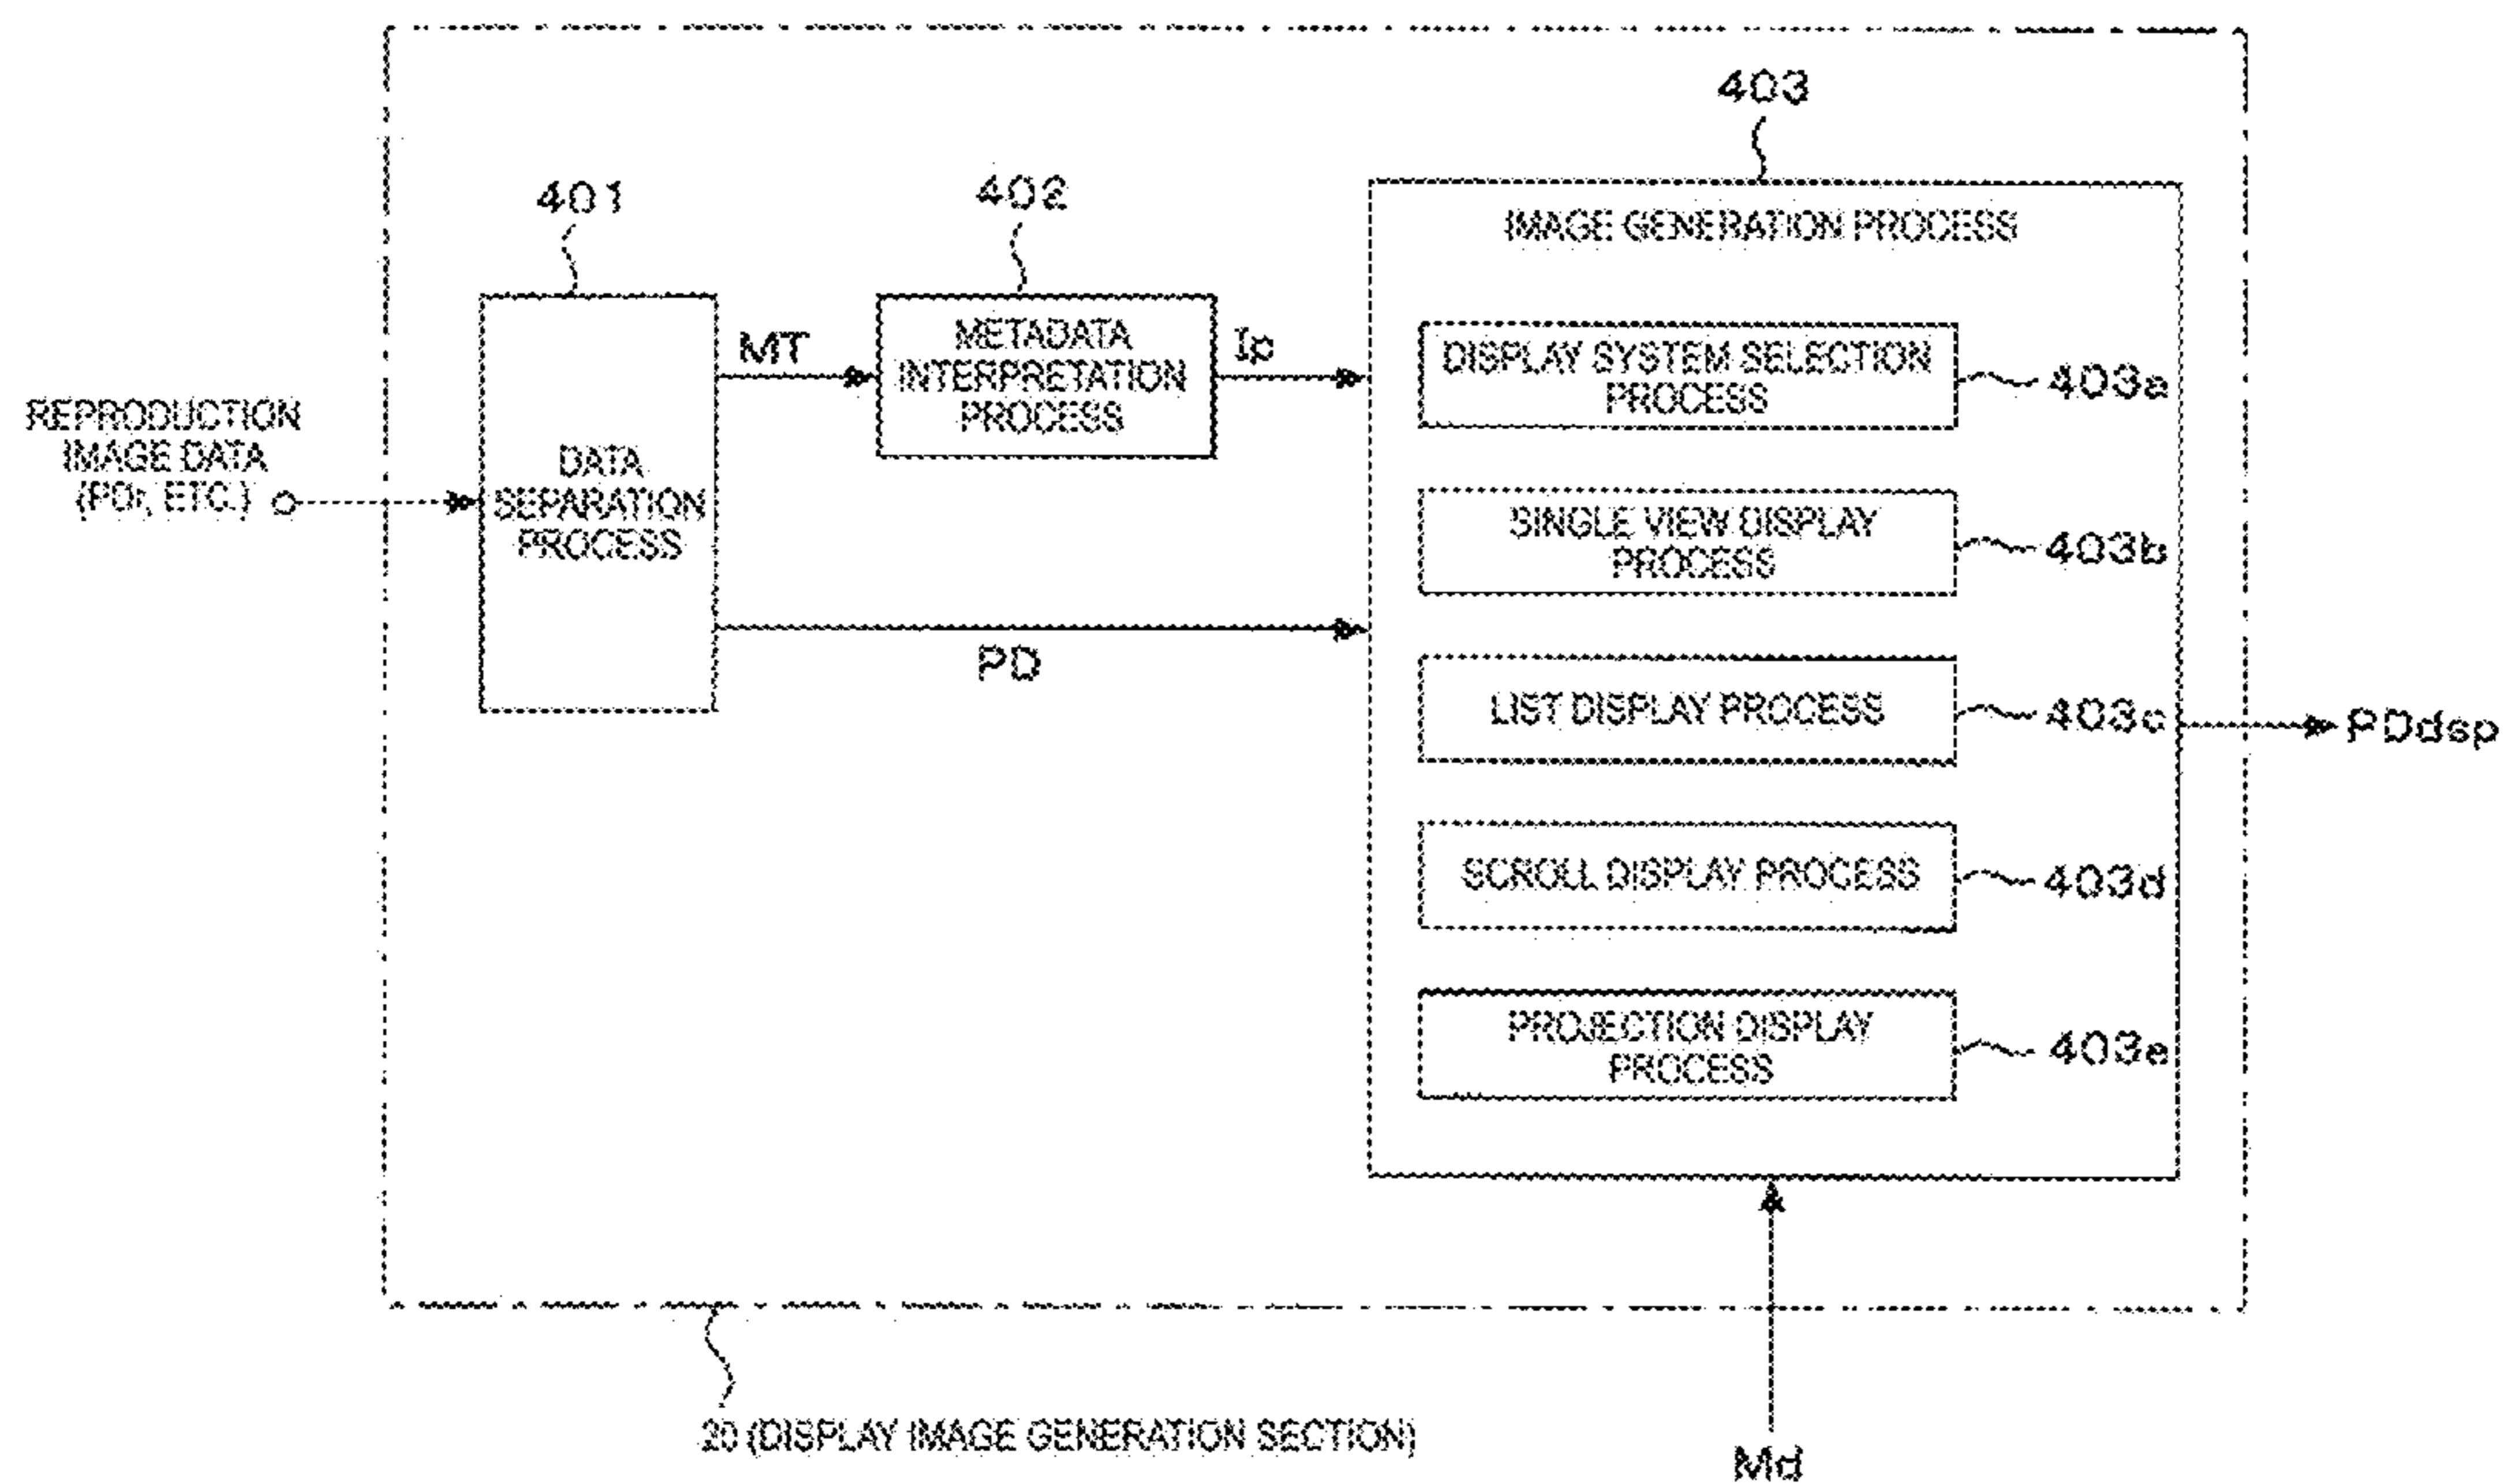 403
401
402
IMAGE GENERATION PROCESS
MT
METADATA
INTERPRETATION
PROCESS
Ip
DISPLAY SYSTEM SELECTION
PROCESS
403a
REPRODUCTION
IMAGE DATA
ETC.)
DATA
SEPARATION
PROCESS
SINGLE VIEW DISPLAY
PROCESS
403b
PD
LIST DISPLAY PROCESS
403c
PDdsp
SCROLL DISPLAY PROCESS
403d
PROJECTION DISPLAY
PROCESS
403e
20 (DISPLAY IMAGE GENERATION SECTION)
Md